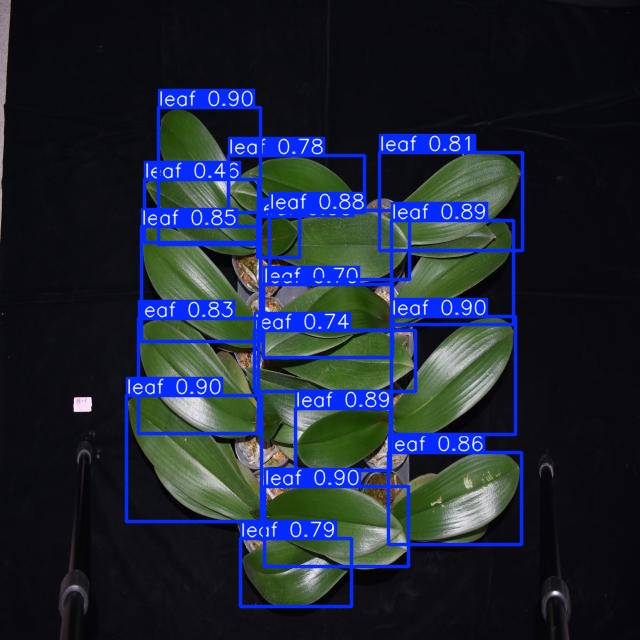 leaf 0.90
leaf 0.81
leaf 0.78
leaf 0.46
leaf 0.88
leaf 0.85
leaf 0.89
leaf 0.70
leaf 0.83
leaf 0.90
leaf 0.74
leaf 0.90
leaf 0.89
leaf 0.86
leaf 0.90
leaf 0.79